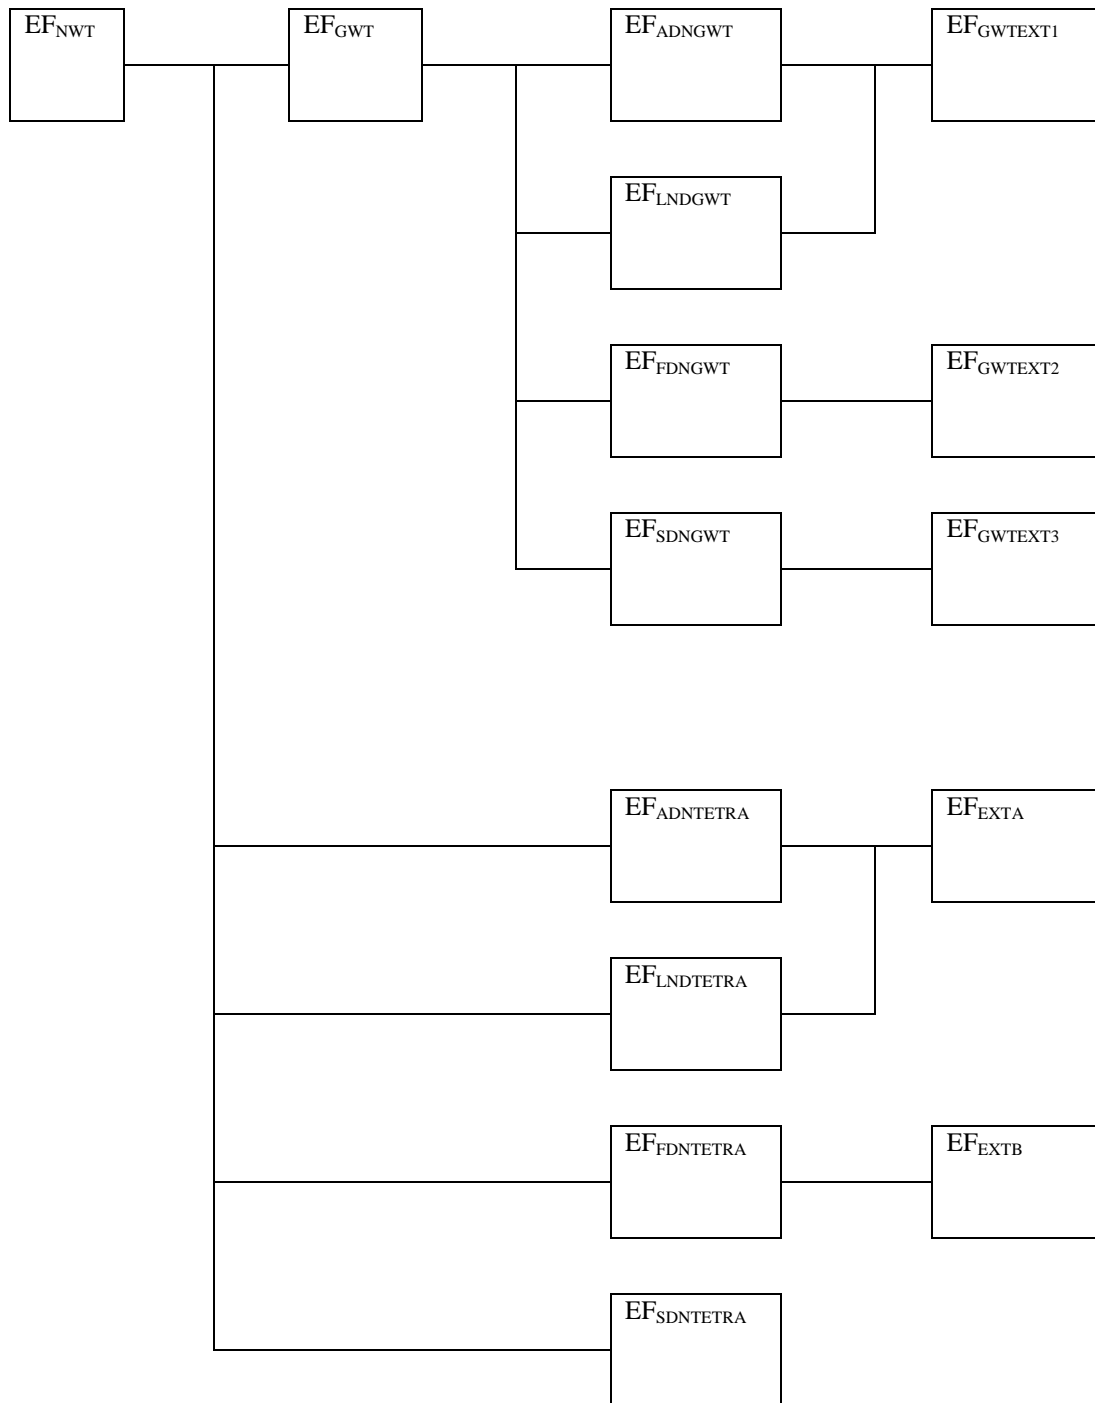 EFNWT
EFGWT
EFADNGWT
EFGWTEXT1
EFLNDGWT
EFFDNGWT
EFGWTEXT2
EFSDNGWT
EFGWTEXT3
EFADNTETRA
EFEXTA
EFLNDTETRA
EFFDNTETRA
EFEXTB
EFSDNTETRA